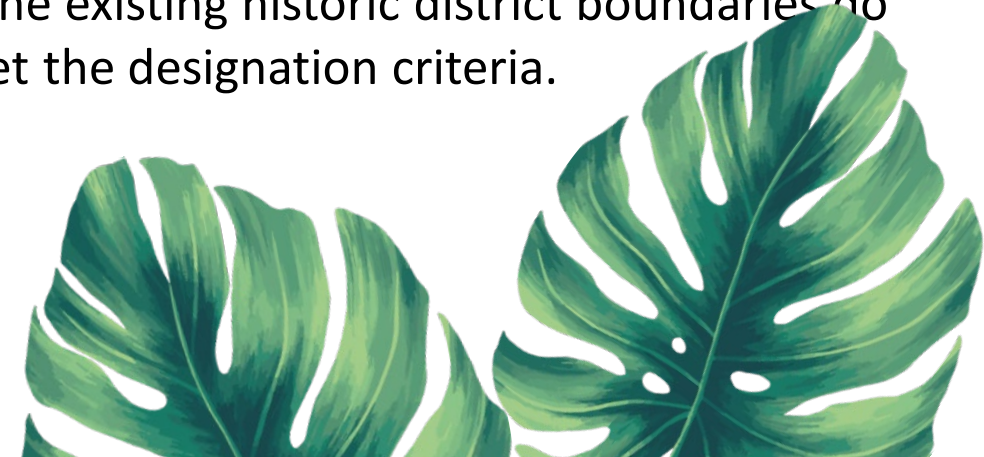 he existing historic district boundaries do
et the designation criteria.